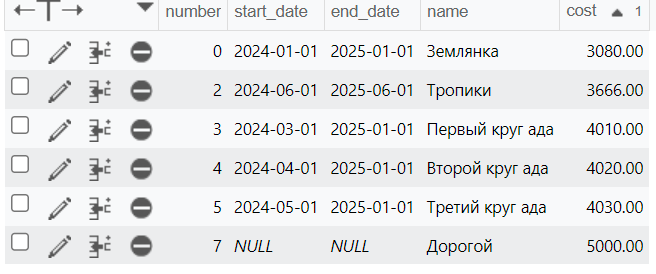 number start_date end_date name cost 1
0 2024-01-01 2025-01-01 Землянка 3080.00
2 2024-06-01 2025-06-01 Тропики 3666.00
3 2024-03-01 2025-01-01 Первый круг ада 4010.00
4 2024-04-01 2025-01-01 Второй круг ада 4020.00
5 2024-05-01 2025-01-01 Третий круг ада 4030.00
7 NULL NULL Дорогой 5000.00